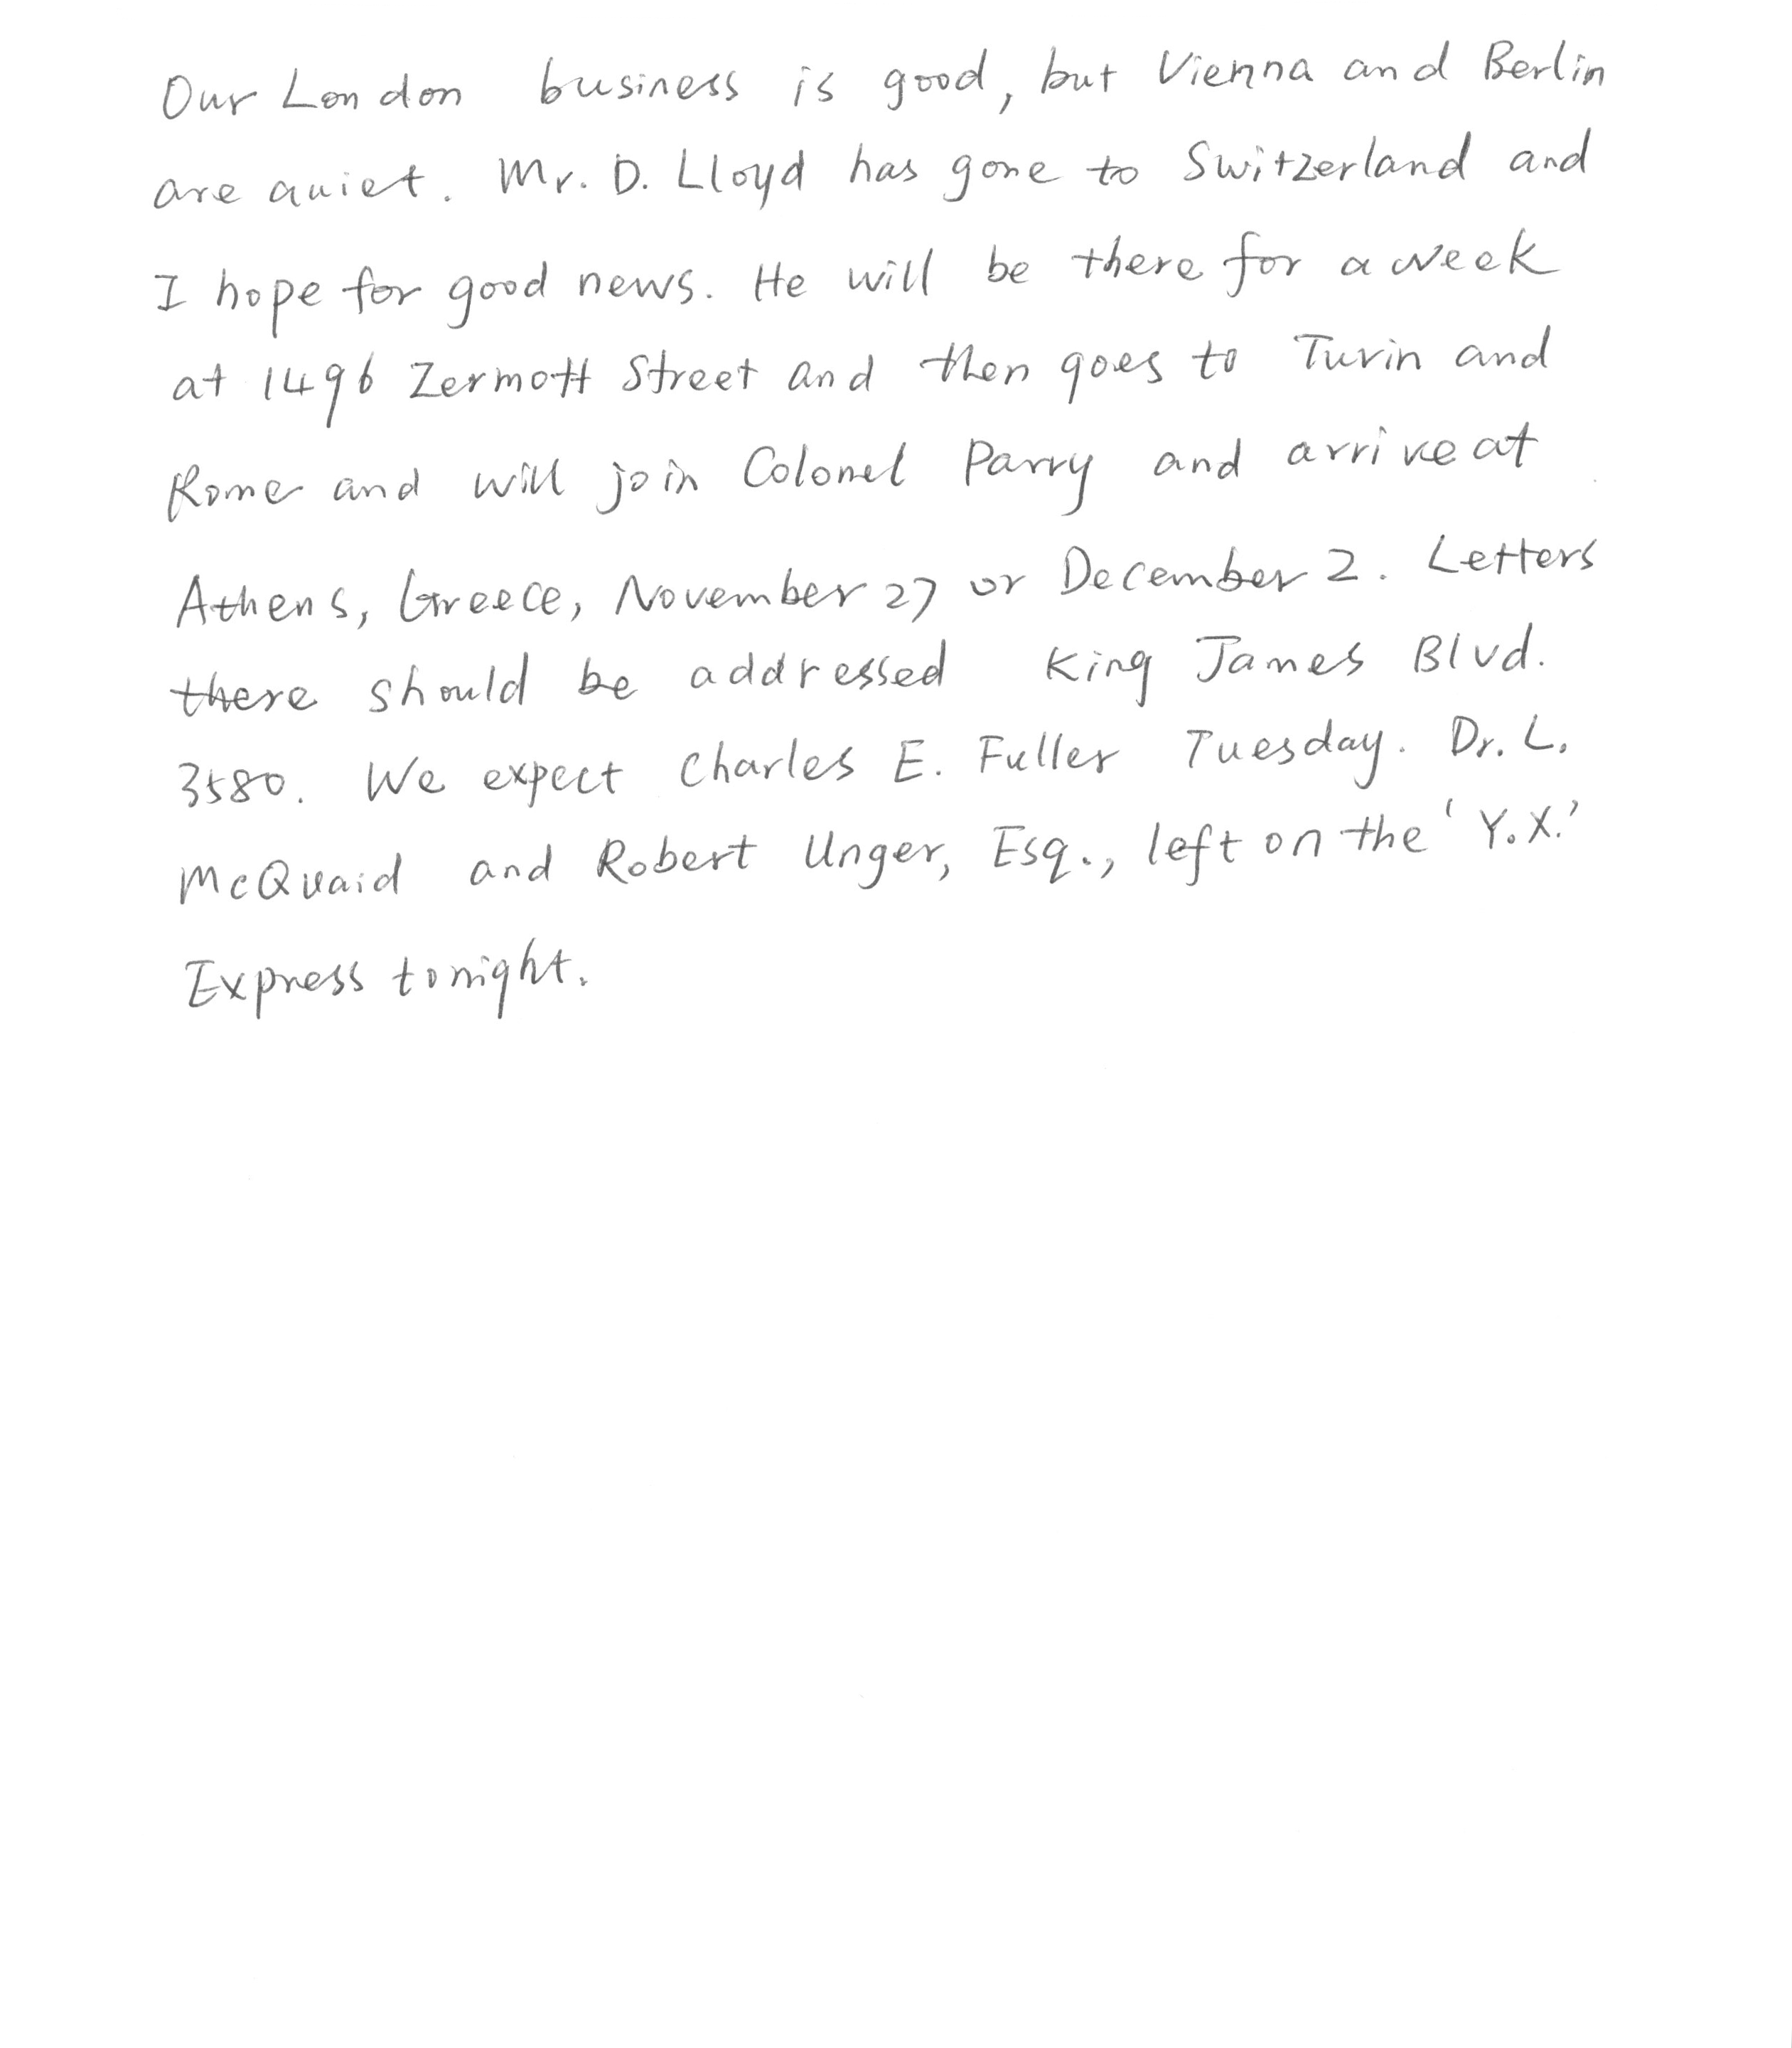 Our London business is good, but Vienna and Berlin
are quiet. Mr. D. Lloyd has gone to Switzerland and
I hope for good news. He will be there for a week
at 1496 Zermott Street and then goes to Turin and
Rome and will join Colonel Parry and arrive at
Athens, Greece, November 27 or December 2. Letters
there should be addressed King James Blvd.
3580. We expect Charles E. Fuller Tuesday. Dr. L.
McQuaid and Robert Unger, Esq., left on the 'Y.X.'
Express tonight.